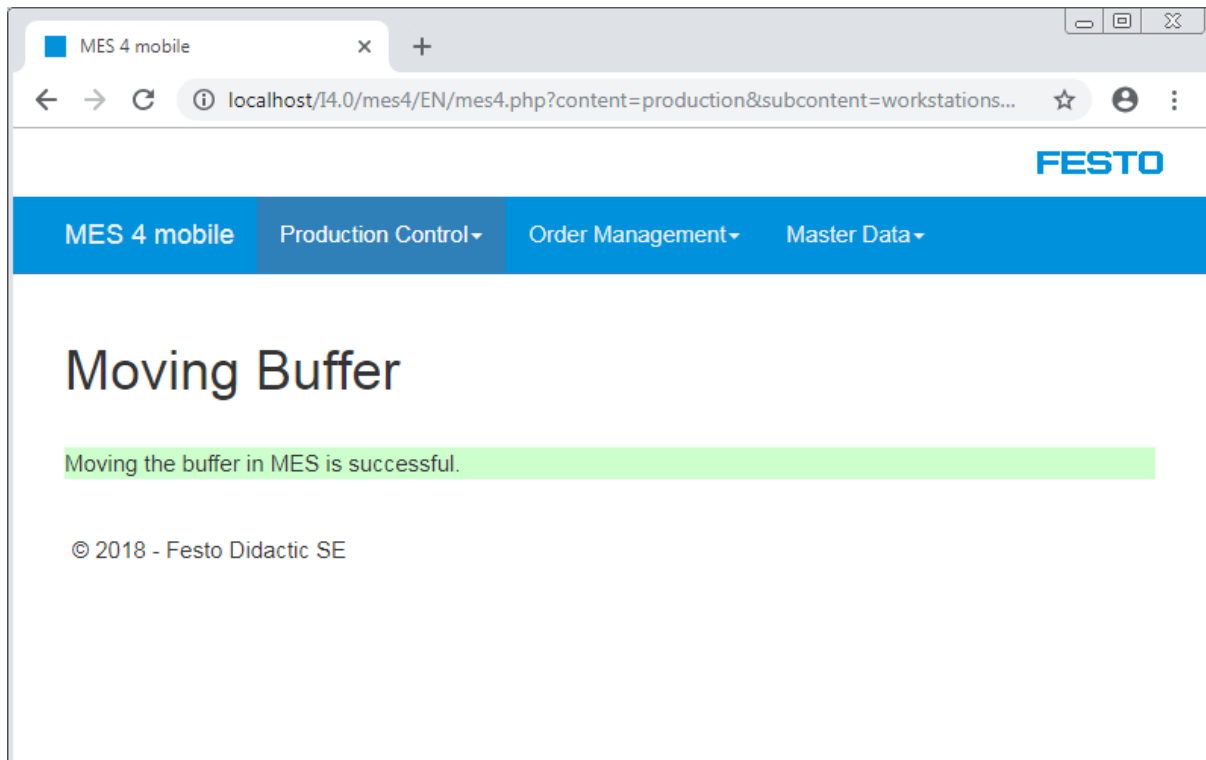 MES 4 mobile
localhost/I4.0/mes4/EN/mes4.php?content=production&subcontent=workstations...
FESTO
MES 4 mobile Production Control Order Management Master Data
Moving Buffer
Moving the buffer in MES is successful.
© 2018 - Festo Didactic SE